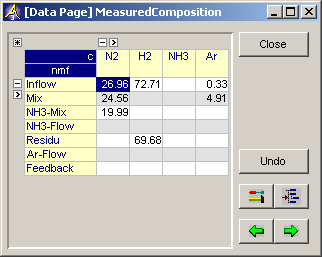 [Data Page] MeasuredComposition
c N2 H2 NH3 Ar
nmf
Inflow 26.96 72.71 0.33
Mix 24.56 4.91
NH3-Mix 19.99
NH3-Flow
Residu 69.68
Ar-Flow
Feedback
Close
Undo